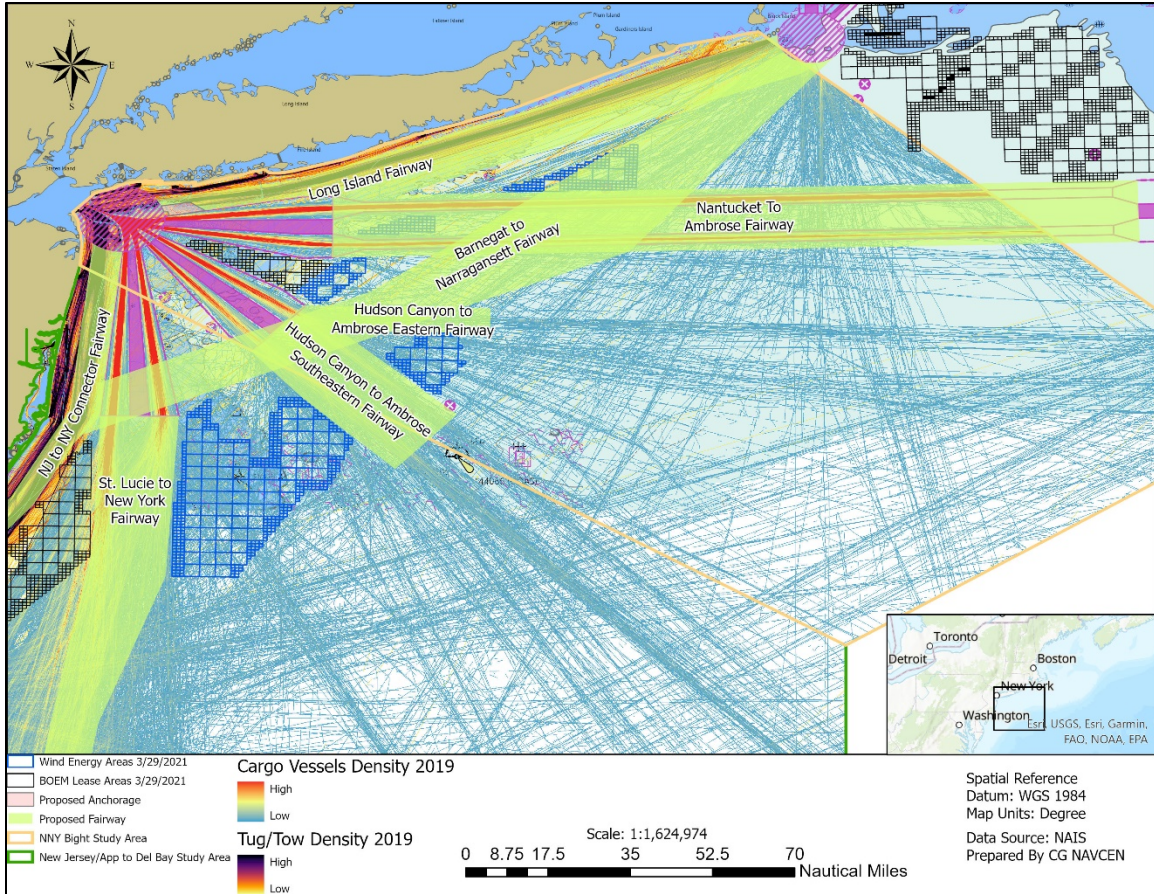 N
W
E
S
Block Island
Plum Island
Gardiners Island
Long Island
Long Island Fairway
Nantucket To
Ambrose Fairway
Barnegat to
Narragansett Fairway
Hudson Canyon to
Ambrose Eastern Fairway
Hudson Canyon to Ambrose
Southeastern Fairway
NJ to NY Connector Fairway
St. Lucie to
New York
Fairway
Toronto
Detroit
Boston
New York
Washington
Esri, USGS, Esri, Garmin,
FAO, NOAA, EPA
Wind Energy Areas 3/29/2021
BOEM Lease Areas 3/29/2021
Proposed Anchorage
Proposed Fairway
NNY Bight Study Area
New Jersey/App to Del Bay Study Area
Cargo Vessels Density 2019
High
Low
Tug/Tow Density 2019
High
Low
Scale: 1:1,624,974
0 8.75 17.5 35 52.5 70
Nautical Miles
Spatial Reference
Datum: WGS 1984
Map Units: Degree
Data Source: NAIS
Prepared By CG NAVCEN